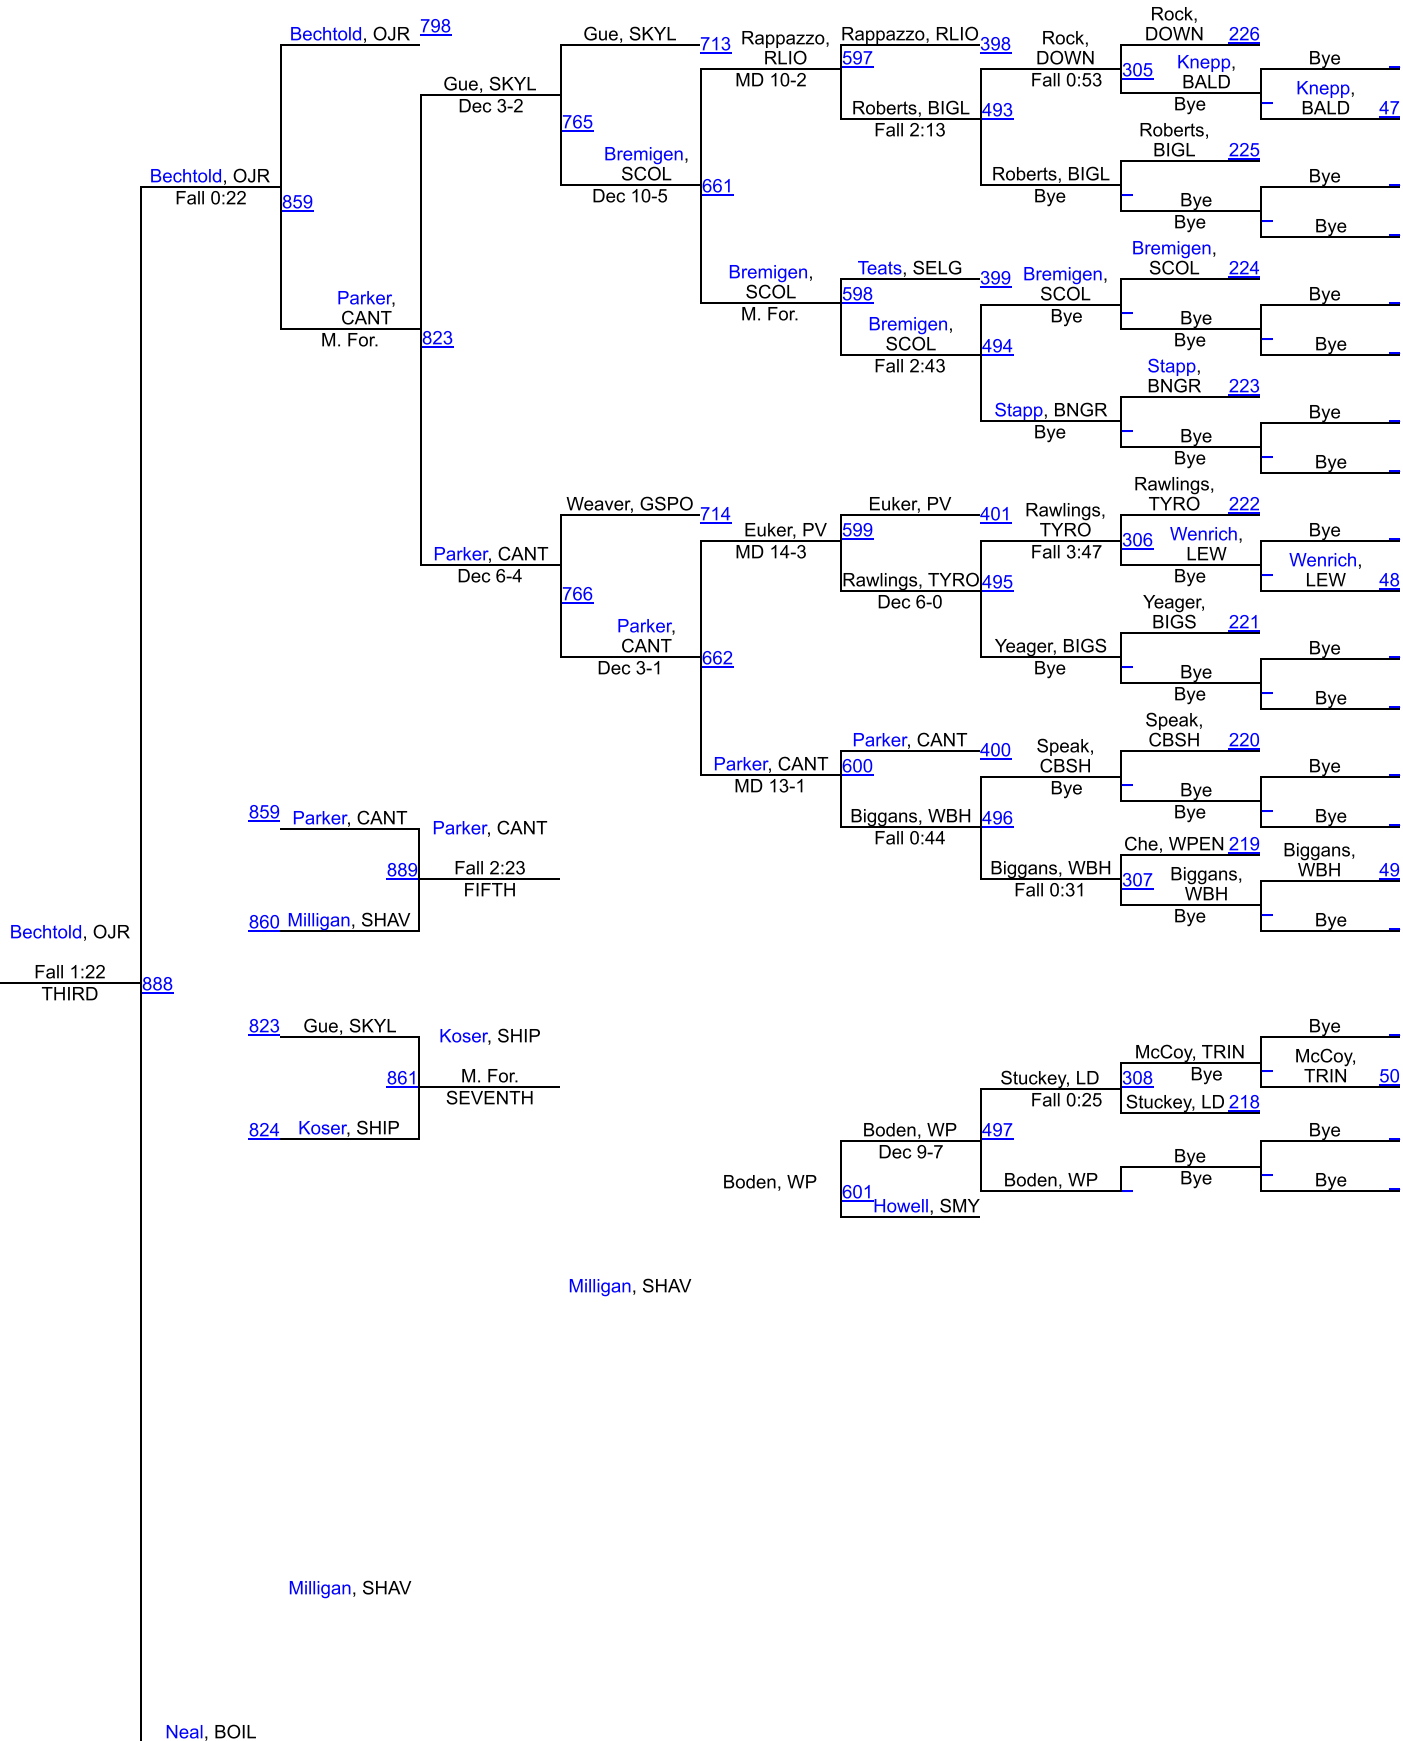 Rock,
DOWN 226
Bechtold, OJR 798
Gue, SKYL 713
Rappazzo,
RLIO
MD 10-2
Rappazzo, RLIO 398
597
Rock,
DOWN
Fall 0:53
305
Knepp,
BALD
Bye
Bye
Knepp,
BALD 47
Gue, SKYL
Dec 3-2
765
Roberts, BIGL
Fall 2:13
493
Roberts,
BIGL 225
Bremigen,
SCOL
Dec 10-5
661
Roberts, BIGL
Bye
Bye
Bye
Bye
Bye
Bechtold, OJR
Fall 0:22
859
Bremigen,
SCOL
M. For.
Teats, SELG 399
598
Bremigen,
SCOL
Bye
Bremigen,
SCOL 224
Bye
Bye
Bye
Bye
Parker,
CANT
M. For.
823
Bremigen,
SCOL
Fall 2:43
494
Stapp,
BNGR 223
Stapp, BNGR
Bye
Bye
Bye
Bye
Bye
Weaver, GSPO 714
Euker, PV
MD 14-3
Euker, PV 401
599
Rawlings,
TYRO
Fall 3:47
Rawlings,
TYRO 222
306
Wenrich,
LEW
Bye
Bye
Wenrich,
LEW 48
Parker, CANT
Dec 6-4
766
Rawlings, TYRO
Dec 6-0
495
Yeager,
BIGS 221
Parker,
CANT
Dec 3-1
662
Yeager, BIGS
Bye
Bye
Bye
Bye
Bye
Parker, CANT
MD 13-1
Parker, CANT 400
600
Speak,
CBSH
Bye
Speak,
CBSH 220
Bye
Bye
Bye
Bye
Biggans, WBH
Fall 0:44
496
Che, WPEN 219
Biggans,
WBH 49
Biggans, WBH
Fall 0:31
307
Biggans,
WBH
Bye
Bye
859 Parker, CANT
Parker, CANT
889
Fall 2:23
FIFTH
860 Milligan, SHAV
Bechtold, OJR
Fall 1:22
THIRD
888
823 Gue, SKYL
Koser, SHIP
861
M. For.
SEVENTH
824 Koser, SHIP
Bye
McCoy, TRIN
Bye
McCoy,
TRIN 50
Stuckey, LD
Fall 0:25
308
Stuckey, LD 218
Boden, WP
Dec 9-7
497
Bye
Boden, WP
601
Howell, SMY
Boden, WP
Bye
Bye
Bye
Milligan, SHAV
Milligan, SHAV
Neal, BOIL